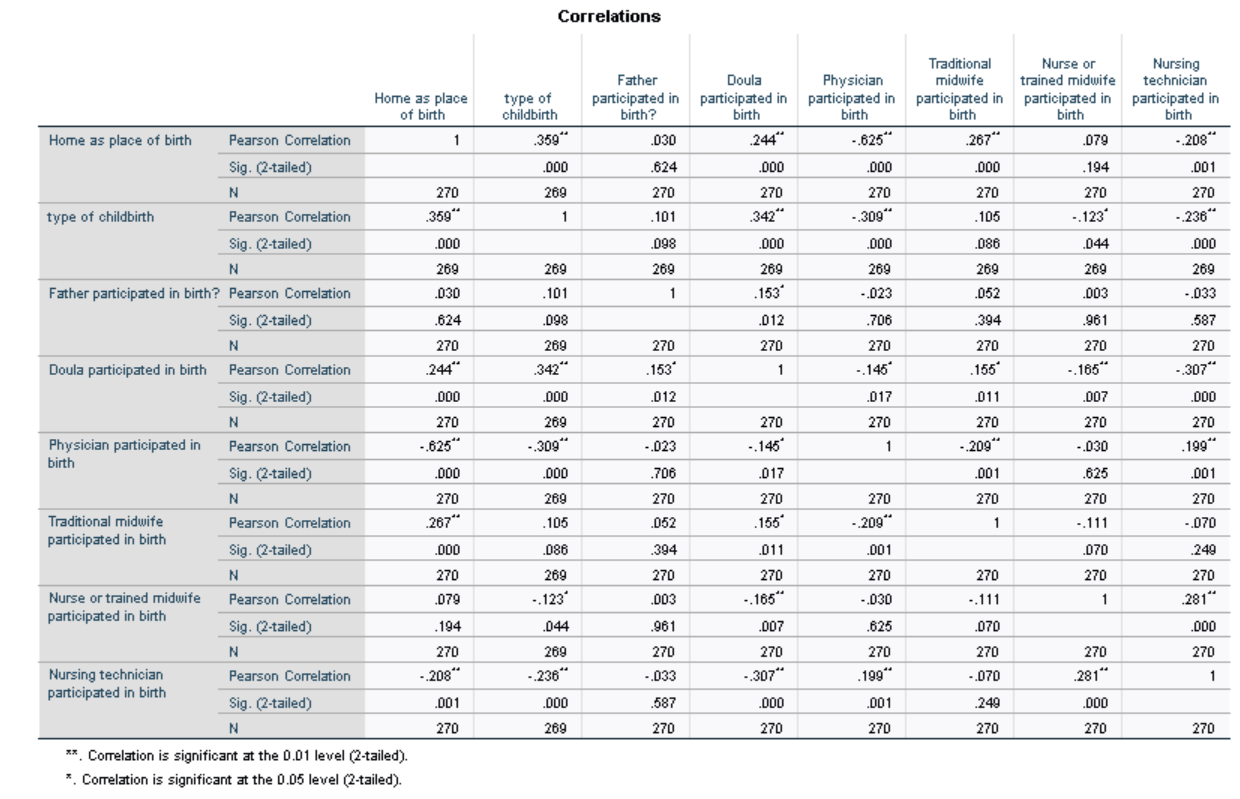 Correlations
Home as place of birth type of childbirth Father participated in birth? Doula participated in birth Physician participated in birth Traditional midwife participated in birth Nurse or trained midwife participated in birth Nursing technician participated in birth
Home as place of birth Pearson Correlation 1 .359** .030 .244** -.625** .267** .079 -.208**
Sig. (2-tailed) .000 .624 .000 .000 .000 .194 .001
N 270 269 270 270 270 270 270 270
type of childbirth Pearson Correlation .359** 1 .101 .342** -.309** .105 -.123* -.236**
Sig. (2-tailed) .000 .098 .000 .000 .086 .044 .000
N 269 269 269 269 269 269 269 269
Father participated in birth? Pearson Correlation .030 .101 1 .153* -.023 .052 .003 -.033
Sig. (2-tailed) .624 .098 .012 .706 .394 .961 .587
N 270 269 270 270 270 270 270 270
Doula participated in birth Pearson Correlation .244** .342** .153* 1 -.145* .155* -.165** -.307**
Sig. (2-tailed) .000 .000 .012 .017 .011 .007 .000
N 270 269 270 270 270 270 270 270
Physician participated in birth Pearson Correlation -.625** -.309** -.023 -.145* 1 -.209** -.030 .199**
Sig. (2-tailed) .000 .000 .706 .017 .001 .625 .001
N 270 269 270 270 270 270 270 270
Traditional midwife participated in birth Pearson Correlation .267** .105 .052 .155* -.209** 1 -.111 -.070
Sig. (2-tailed) .000 .086 .394 .011 .001 .070 .249
N 270 269 270 270 270 270 270 270
Nurse or trained midwife participated in birth Pearson Correlation .079 -.123* .003 -.165** -.030 -.111 1 .281**
Sig. (2-tailed) .194 .044 .961 .007 .625 .070 .000
N 270 269 270 270 270 270 270 270
Nursing technician participated in birth Pearson Correlation -.208** -.236** -.033 -.307** .199** -.070 .281** 1
Sig. (2-tailed) .001 .000 .587 .000 .001 .249 .000
N 270 269 270 270 270 270 270 270
**. Correlation is significant at the 0.01 level (2-tailed).
*. Correlation is significant at the 0.05 level (2-tailed).